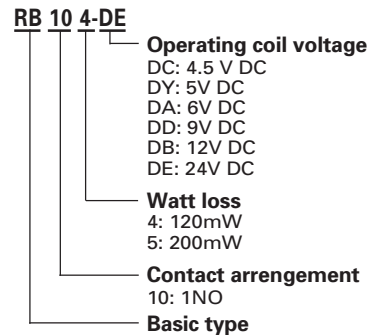 RB 10 4-DE
Operating coil voltage
DC: 4.5 V DC
DY: 5V DC
DA: 6V DC
DD: 9V DC
DB: 12V DC
DE: 24V DC
Watt loss
4: 120mW
5: 200mW
Contact arrengement
10: 1NO
Basic type